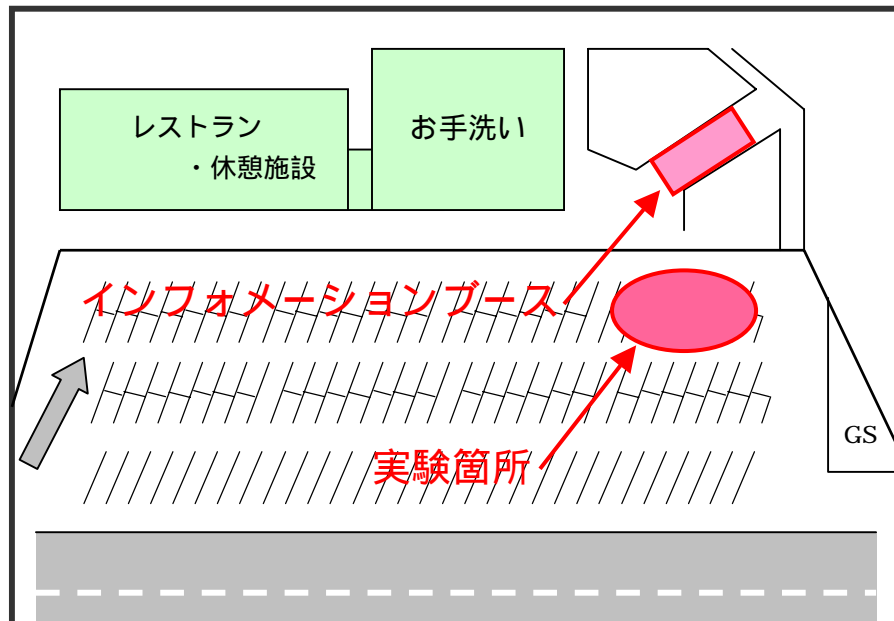 レストラン
・休憩施設
お手洗い
インフォメーションブース
実験箇所
GS